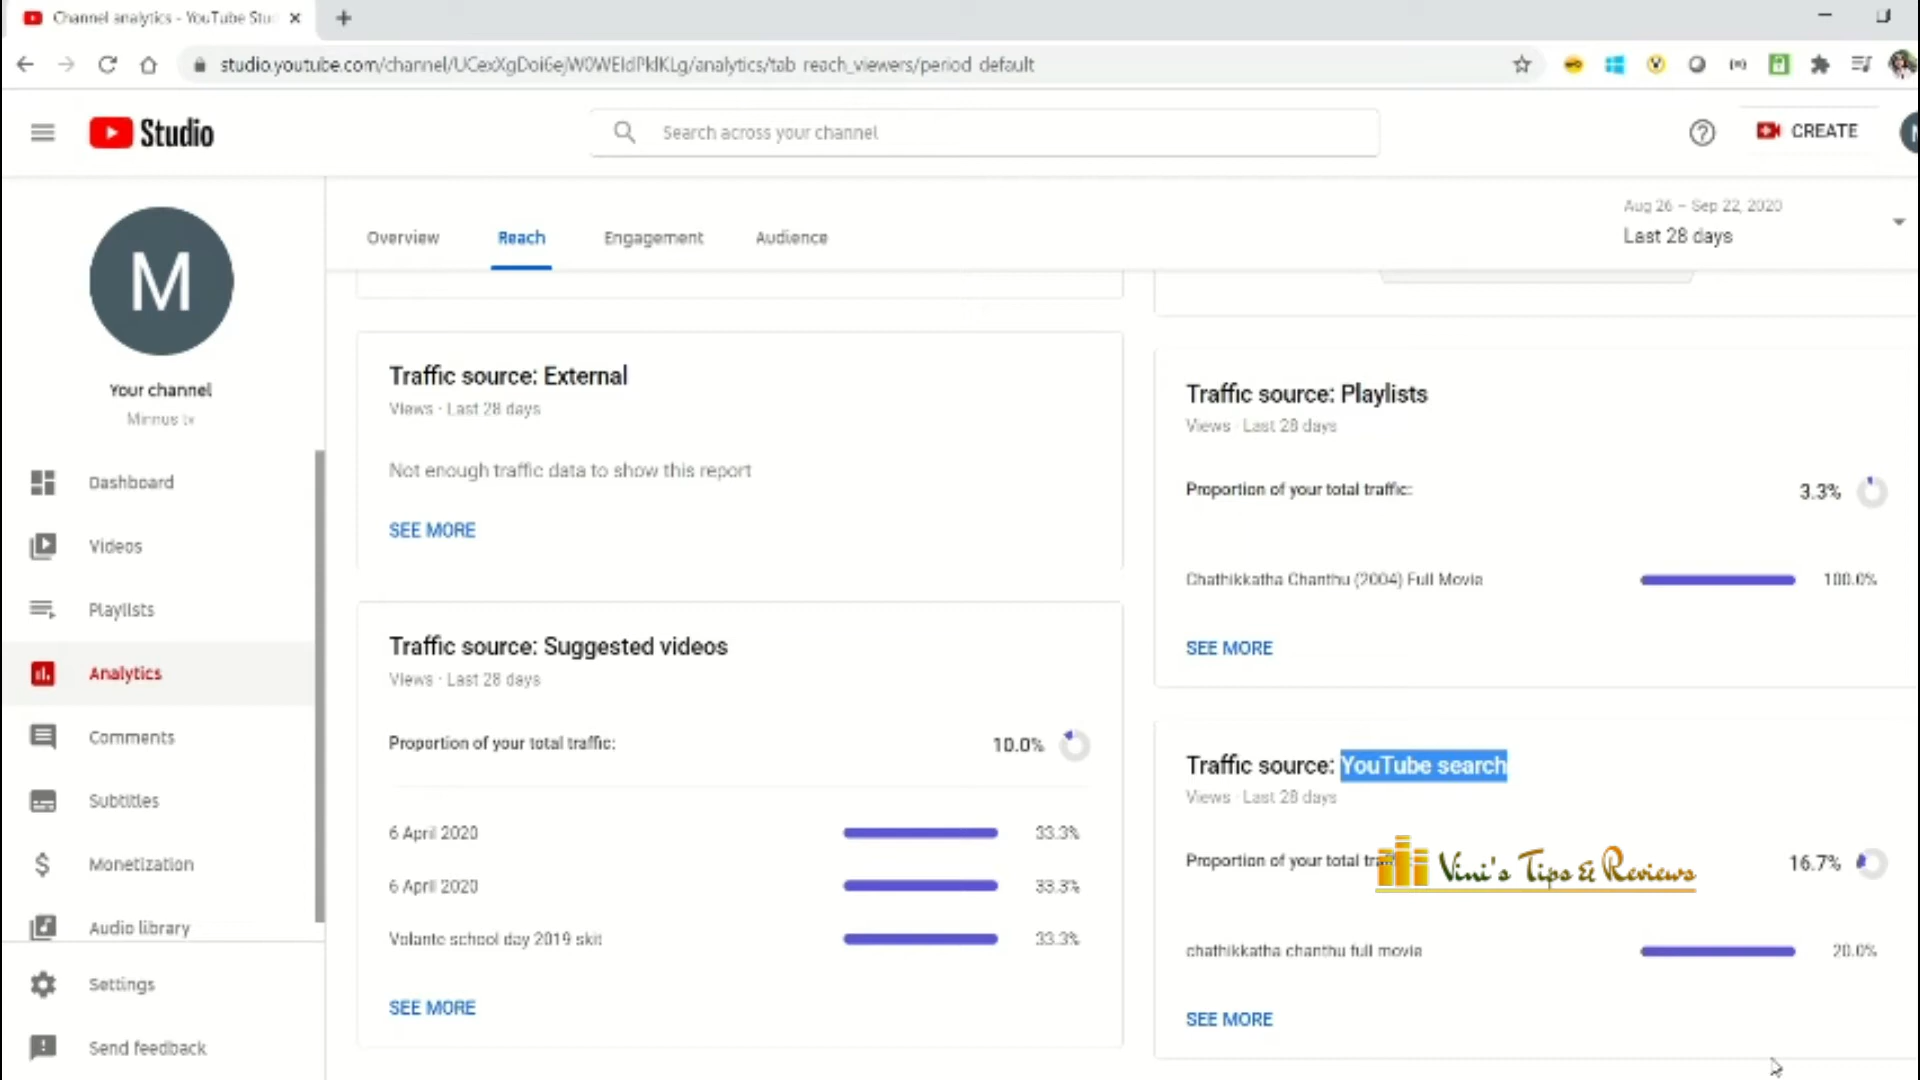 Channel analytics - YouTube Stu
studio.youtube.com/channel/UCexXgDoi6ejW0WEIdPkIKLg/analytics/tab reach_viewers/period default
Studio
Search across your channel
CREATE
M
Your channel
Minnus tv
Dashboard
Videos
Playlists
Analytics
Comments
Subtitles
Monetization
Audio library
Settings
Send feedback
Overview
Reach
Engagement
Audience
Aug 26 – Sep 22, 2020
Last 28 days
Traffic source: External
Views · Last 28 days
Not enough traffic data to show this report
SEE MORE
Traffic source: Suggested videos
Views · Last 28 days
Proportion of your total traffic: 10.0%
6 April 2020 33.3%
6 April 2020 33.3%
Volante school day 2019 skit 33.3%
SEE MORE
Traffic source: Playlists
Views · Last 28 days
Proportion of your total traffic: 3.3%
Chathikkatha Chanthu (2004) Full Movie 100.0%
SEE MORE
Traffic source: YouTube search
Views · Last 28 days
Proportion of your total 16.7%
Vini's Tips & Reviews
chathikkatha chanthu full movie 20.0%
SEE MORE